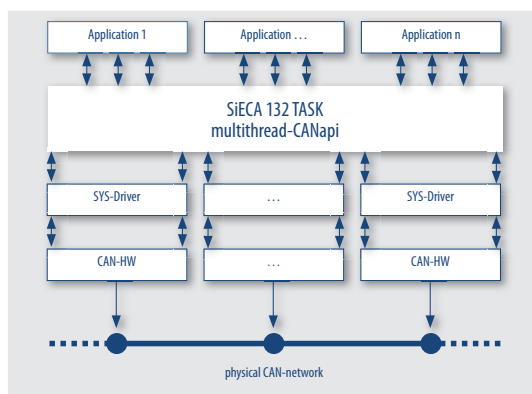 Application 1
Application …
Application n
SiECA 132 TASK
multithread-CANapi
SYS-Driver
…
SYS-Driver
CAN-HW
…
CAN-HW
physical CAN-network